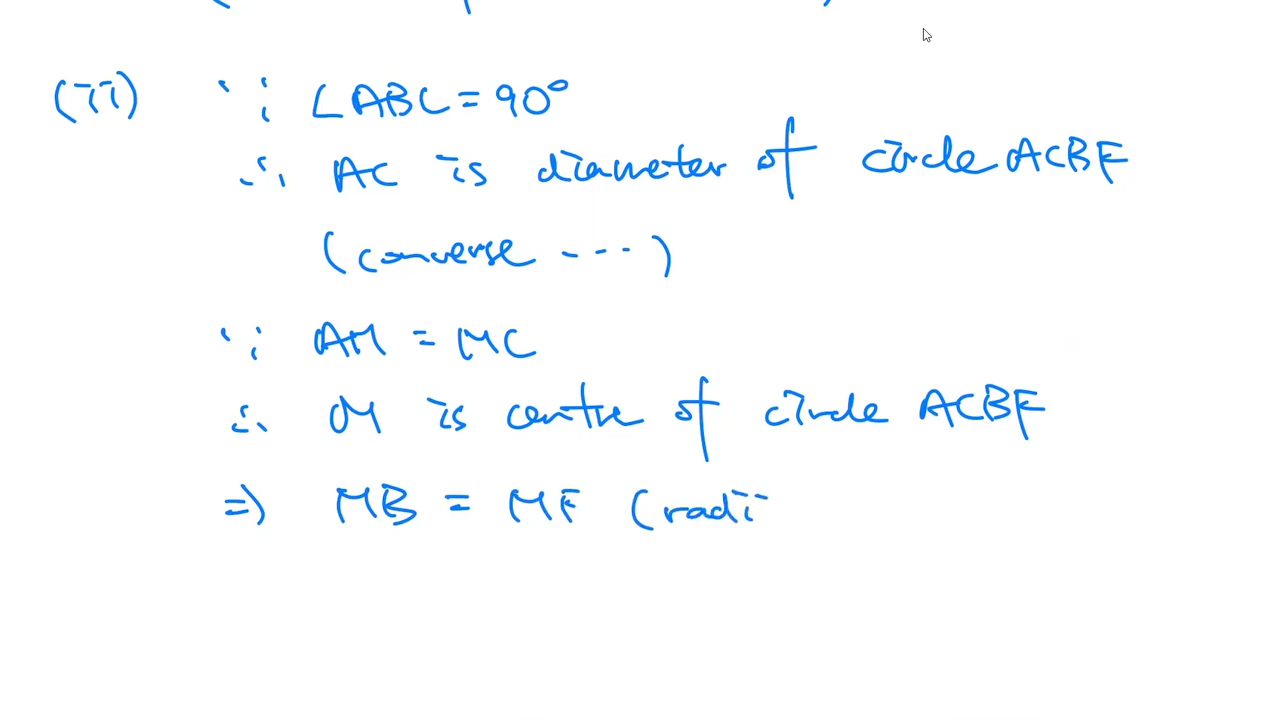 (ii) ∵ ∠ABC = 90°
∴ AC is diameter of circle ACBF
(converse ....)
∵ AM = MC
∴ M is centre of circle ACBF
⇒ MB = MF (radii